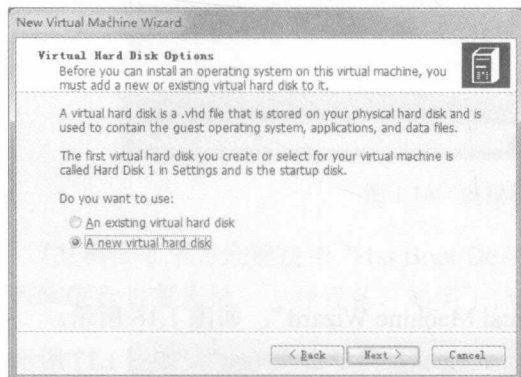 New Virtual Machine Wizard
Virtual Hard Disk Options
Before you can install an operating system on this virtual machine, you
must add a new or existing virtual hard disk to it.
A virtual hard disk is a .vhd file that is stored on your physical hard disk and is
used to contain the guest operating system, applications, and data files.
The first virtual hard disk you create or select for your virtual machine is
called Hard Disk 1 in Settings and is the startup disk.
Do you want to use:
An existing virtual hard disk
A new virtual hard disk
< Back
Next >
Cancel